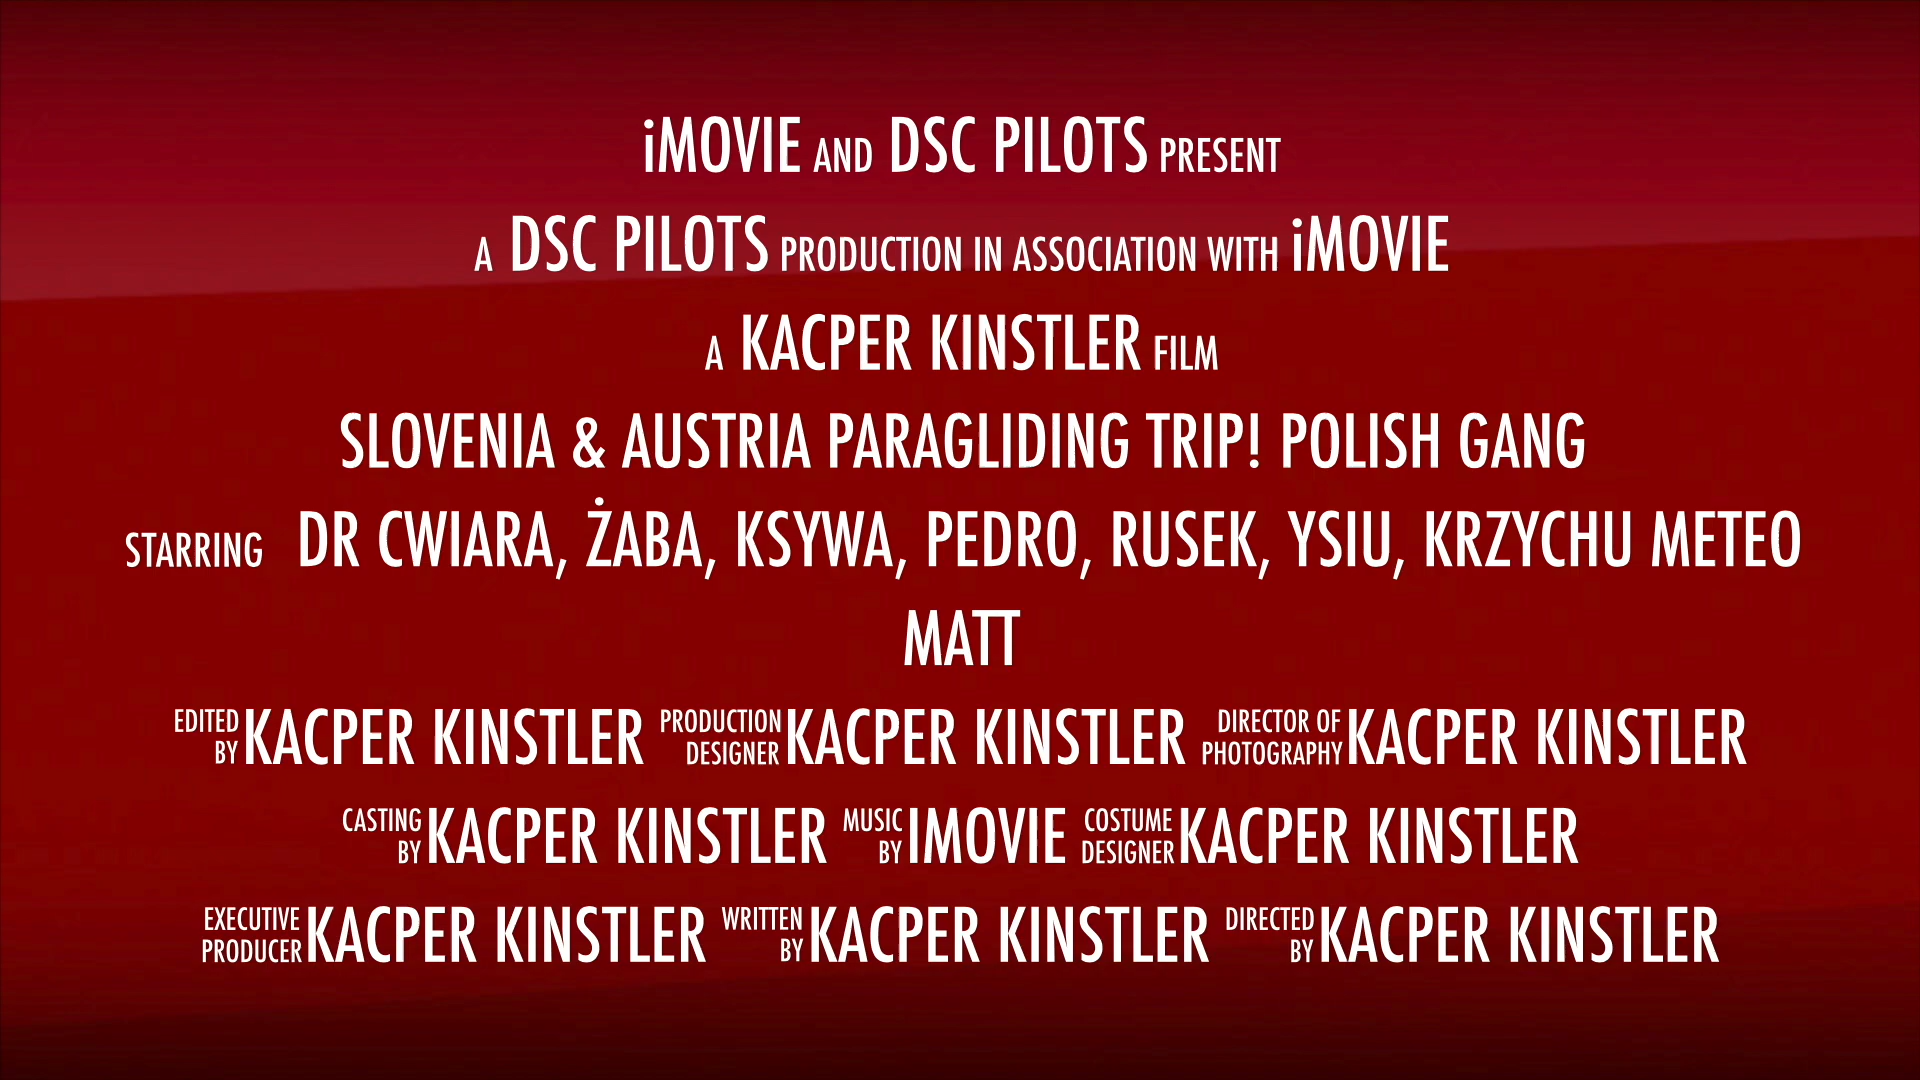 iMOVIE AND DSC PILOTS PRESENT
A DSC PILOTS PRODUCTION IN ASSOCIATION WITH iMOVIE
A KACPER KINSTLER FILM
SLOVENIA & AUSTRIA PARAGLIDING TRIP! POLISH GANG
STARRING DR CWIARA, ŻABA, KSYWA, PEDRO, RUSEK, YSIU, KRZYCHU METEO
MATT
EDITED BY KACPER KINSTLER PRODUCTION DESIGNER KACPER KINSTLER DIRECTOR OF PHOTOGRAPHY KACPER KINSTLER
CASTING BY KACPER KINSTLER MUSIC BY IMOVIE COSTUME DESIGNER KACPER KINSTLER
EXECUTIVE PRODUCER KACPER KINSTLER WRITTEN BY KACPER KINSTLER DIRECTED BY KACPER KINSTLER